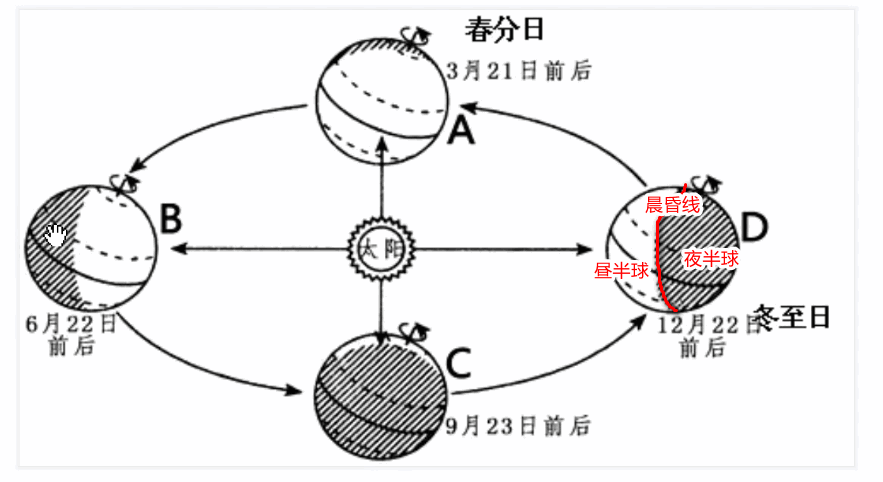 春分日
3月21日前后
A
B
太阳
晨昏线
D
昼半球
夜半球
6月22日
前后
12月22日
冬至日
前后
C
9月23日前后